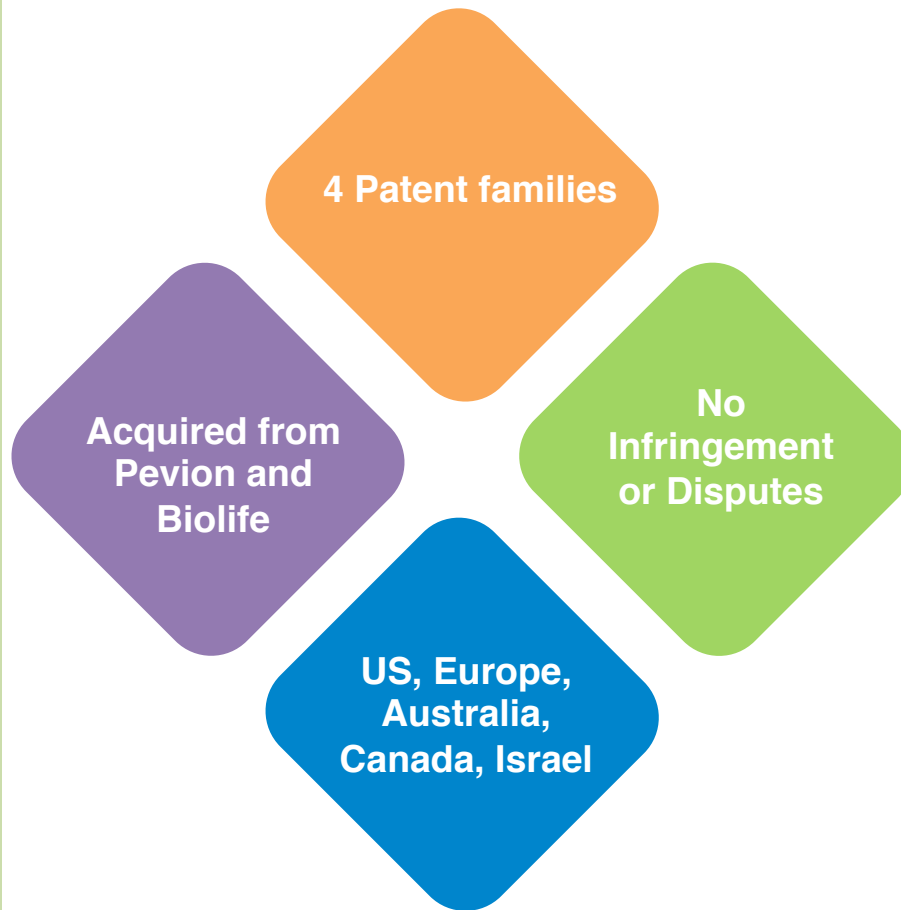 4 Patent families
Acquired from
Pevion and
Biolife
No
Infringement
or Disputes
US, Europe,
Australia,
Canada, Israel